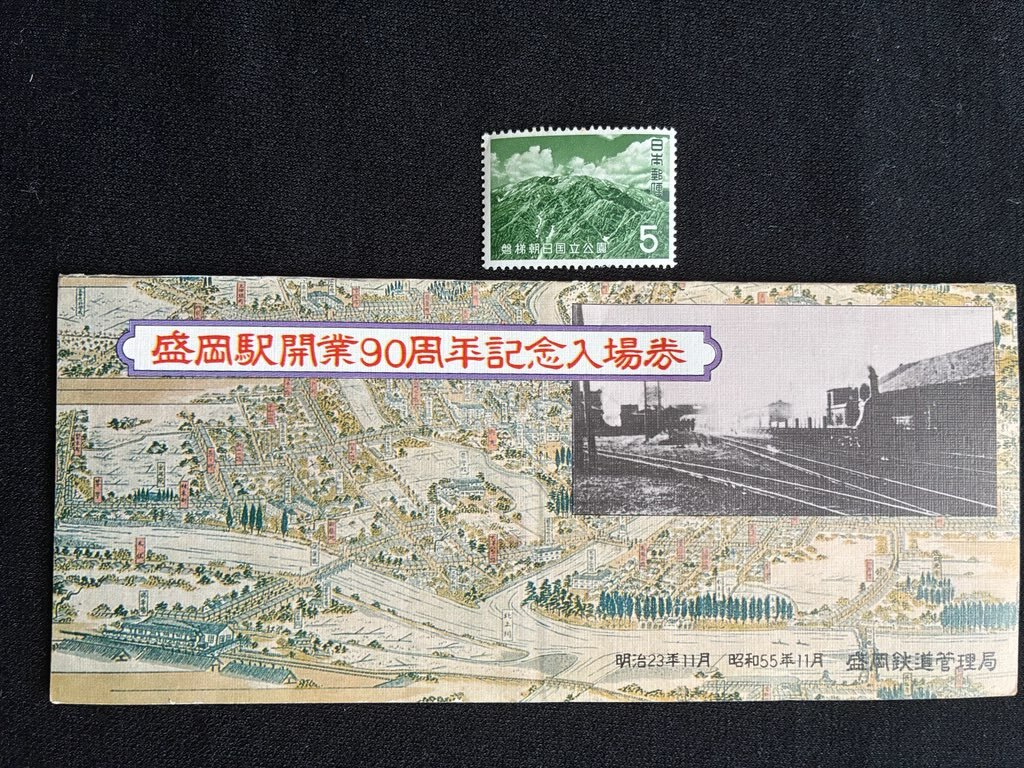 日本郵便
磐梯朝日国立公園
5
盛岡駅開業90周年記念入場券
明治23年11月／昭和55年11月 盛岡鉄道管理局